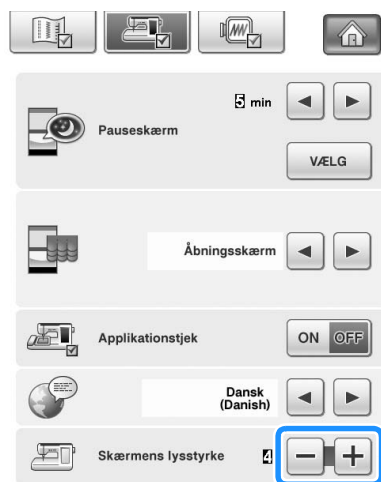 5 min
Pauseskærm
VÆLG
Åbningsskærm
Applikationstjek
ON OFF
Dansk
(Danish)
Skærmens lysstyrke 4 − +